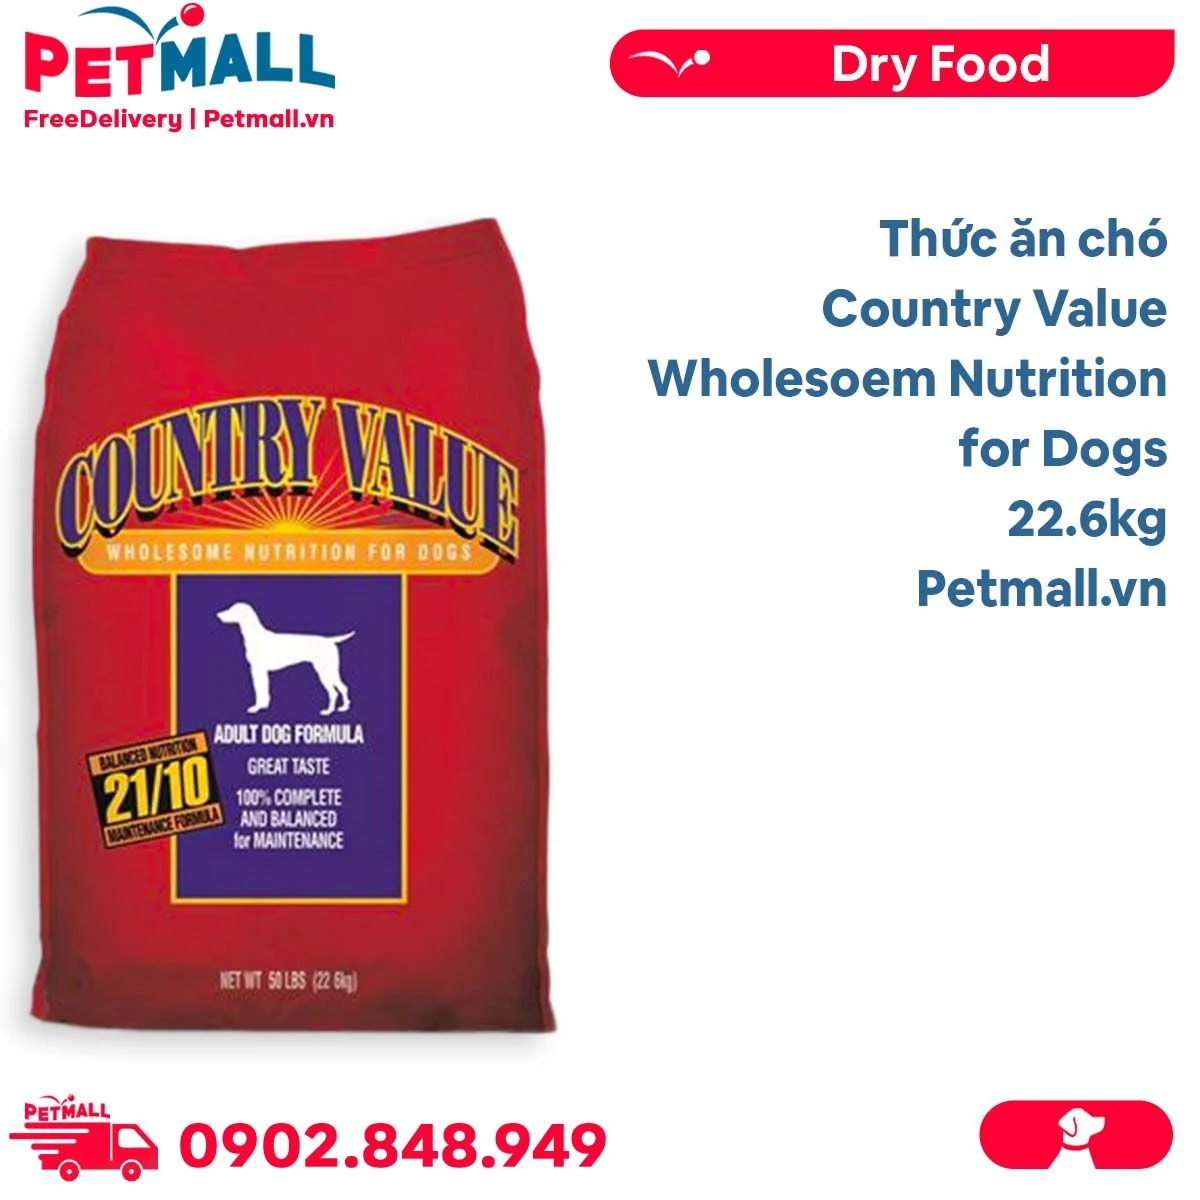 PETMALL
FreeDelivery | Petmall.vn
Dry Food
Thức ăn chó
Country Value
Wholesoem Nutrition
for Dogs
22.6kg
Petmall.vn
COUNTRY VALUE
WHOLESOME NUTRITION FOR DOGS
ADULT DOG FORMULA
GREAT TASTE
100% COMPLETE
AND BALANCED
for MAINTENANCE
BALANCED NUTRITION
21/10
MAINTENANCE FORMULA
NET WT 50 LBS (22 6kg)
PETMALL
0902.848.949